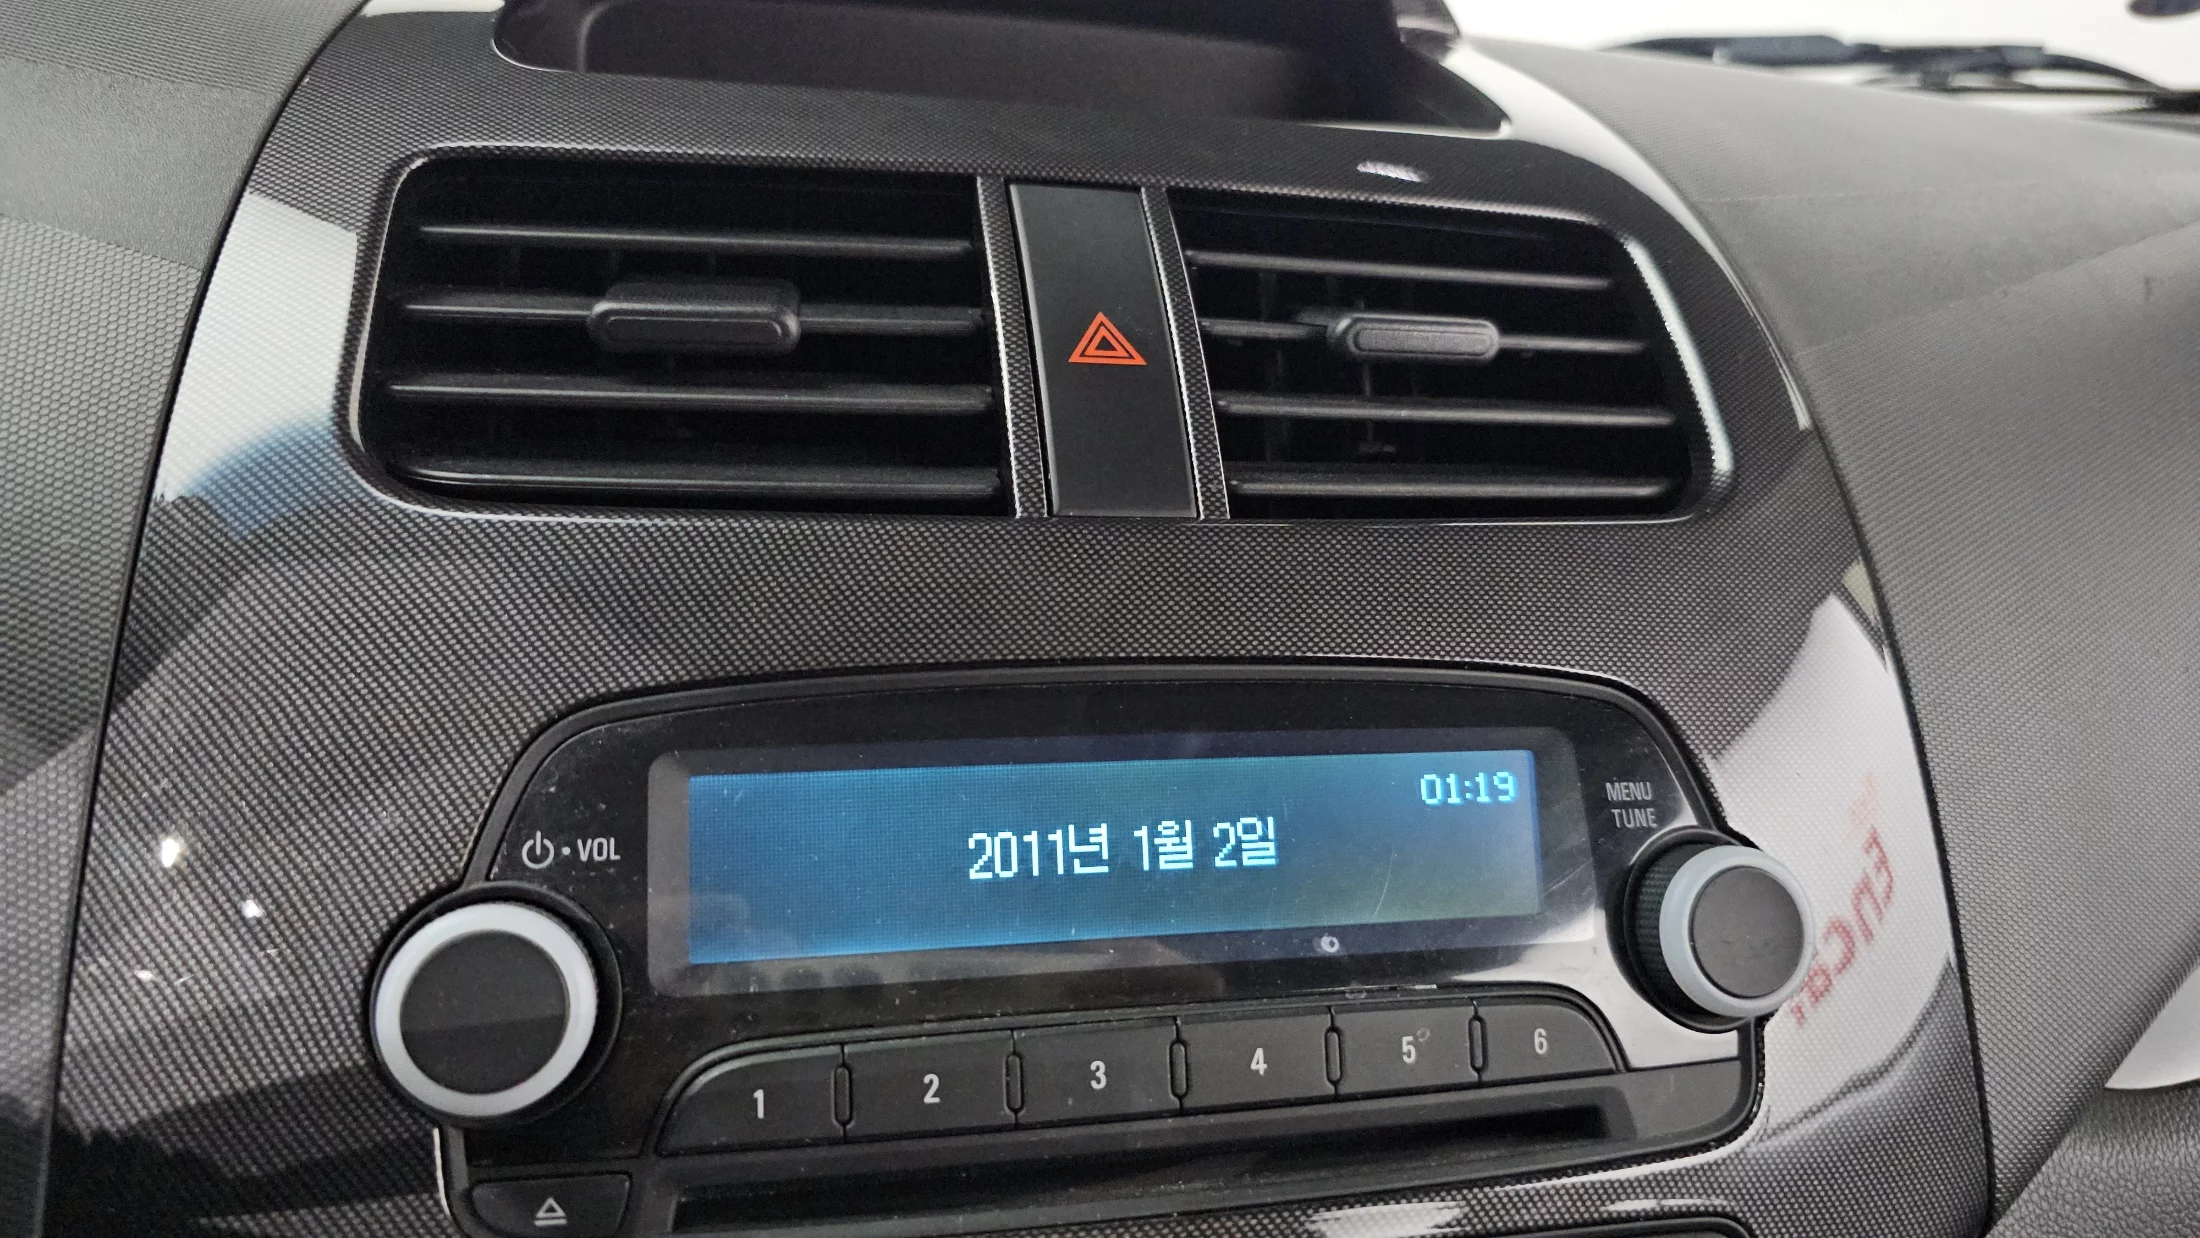 01:19
2011년 1월 2일
VOL
MENU
TUNE
Encar
1 2 3 4 5 6